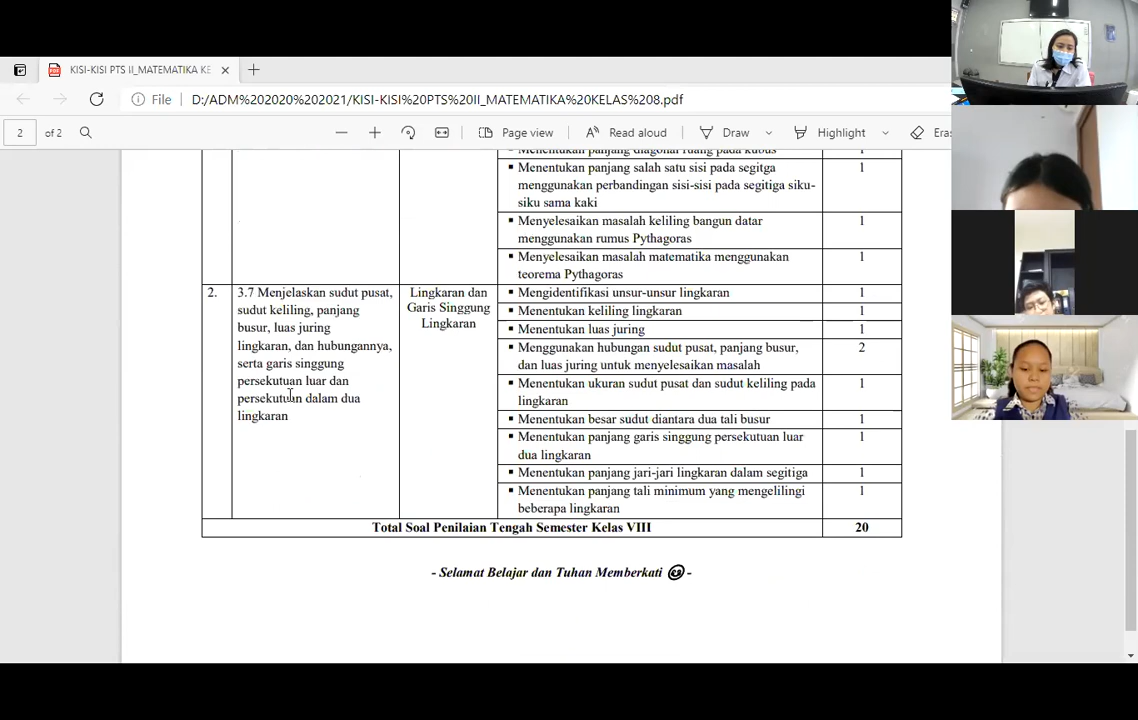 KISI-KISI PTS II_MATEMATIKA KE
File D:/ADM%202020%202021/KISI-KISI%20PTS%20II_MATEMATIKA%20KELAS%208.pdf
2 of 2 Page view Read aloud Draw Highlight Eras
Menentukan panjang diagonal ruang pada kubus 1
▪ Menentukan panjang salah satu sisi pada segitga 1
menggunakan perbandingan sisi-sisi pada segitiga siku-
siku sama kaki
▪ Menyelesaikan masalah keliling bangun datar 1
menggunakan rumus Pythagoras
▪ Menyelesaikan masalah matematika menggunakan 1
teorema Pythagoras
2.
3.7 Menjelaskan sudut pusat,
sudut keliling, panjang
busur, luas juring
lingkaran, dan hubungannya,
serta garis singgung
persekutuan luar dan
persekutuan dalam dua
lingkaran
Lingkaran dan
Garis Singgung
Lingkaran
▪ Mengidentifikasi unsur-unsur lingkaran 1
▪ Menentukan keliling lingkaran 1
▪ Menentukan luas juring 1
▪ Menggunakan hubungan sudut pusat, panjang busur, 2
dan luas juring untuk menyelesaikan masalah
▪ Menentukan ukuran sudut pusat dan sudut keliling pada 1
lingkaran
▪ Menentukan besar sudut diantara dua tali busur 1
▪ Menentukan panjang garis singgung persekutuan luar 1
dua lingkaran
▪ Menentukan panjang jari-jari lingkaran dalam segitiga 1
▪ Menentukan panjang tali minimum yang mengelilingi 1
beberapa lingkaran
Total Soal Penilaian Tengah Semester Kelas VIII 20
- Selamat Belajar dan Tuhan Memberkati -